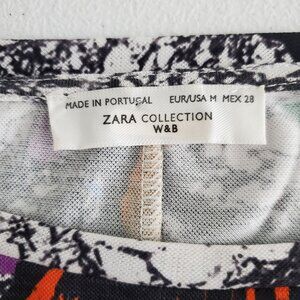 MADE IN PORTUGAL EUR/USA M MEX 28
ZARA COLLECTION
W&B